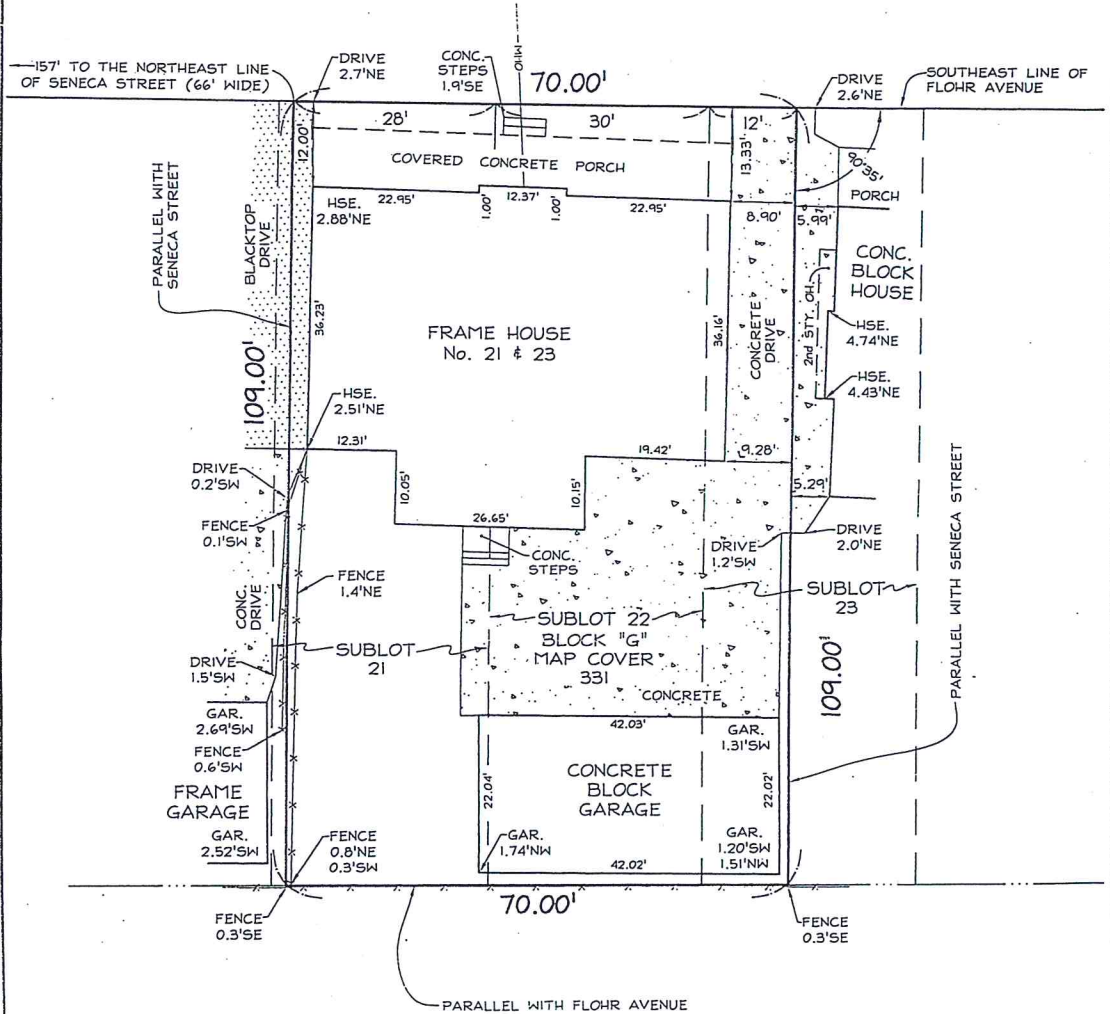 157' TO THE NORTHEAST LINE
OF SENECA STREET (66' WIDE)
DRIVE
2.7'NE
CONC.
STEPS
1.9'SE
OHW
70.00'
DRIVE
2.6'NE
SOUTHEAST LINE OF
FLOHR AVENUE
28'
30'
12'
12.00'
13.33'
90°35'
COVERED CONCRETE PORCH
PORCH
PARALLEL WITH
SENECA STREET
BLACKTOP
DRIVE
HSE.
2.88'NE
22.95'
1.00'
12.37'
1.00'
22.95'
8.90'
5.99'
CONC.
BLOCK
HOUSE
109.00'
36.23'
FRAME HOUSE
No. 21 & 23
36.16'
CONCRETE
DRIVE
2nd STY. OH.
HSE.
4.74'NE
HSE.
4.43'NE
HSE.
2.51'NE
12.31'
19.42'
9.28'
5.29'
DRIVE
0.2'SW
FENCE
0.1'SW
10.05'
10.15'
26.65'
CONC.
STEPS
DRIVE
1.2'SW
DRIVE
2.0'NE
CONC.
DRIVE
FENCE
1.4'NE
SUBLOT
21
SUBLOT 22
BLOCK "G"
MAP COVER
331
SUBLOT
23
PARALLEL WITH SENECA STREET
109.00'
DRIVE
1.5'SW
CONCRETE
GAR.
2.69'SW
FENCE
0.6'SW
FRAME
GARAGE
GAR.
2.52'SW
42.03'
GAR.
1.31'SW
CONCRETE
BLOCK
GARAGE
22.04'
22.02'
FENCE
0.8'NE
0.3'SW
GAR.
1.74'NW
GAR.
1.20'SW
1.51'NW
42.02'
70.00'
FENCE
0.3'SE
FENCE
0.3'SE
PARALLEL WITH FLOHR AVENUE